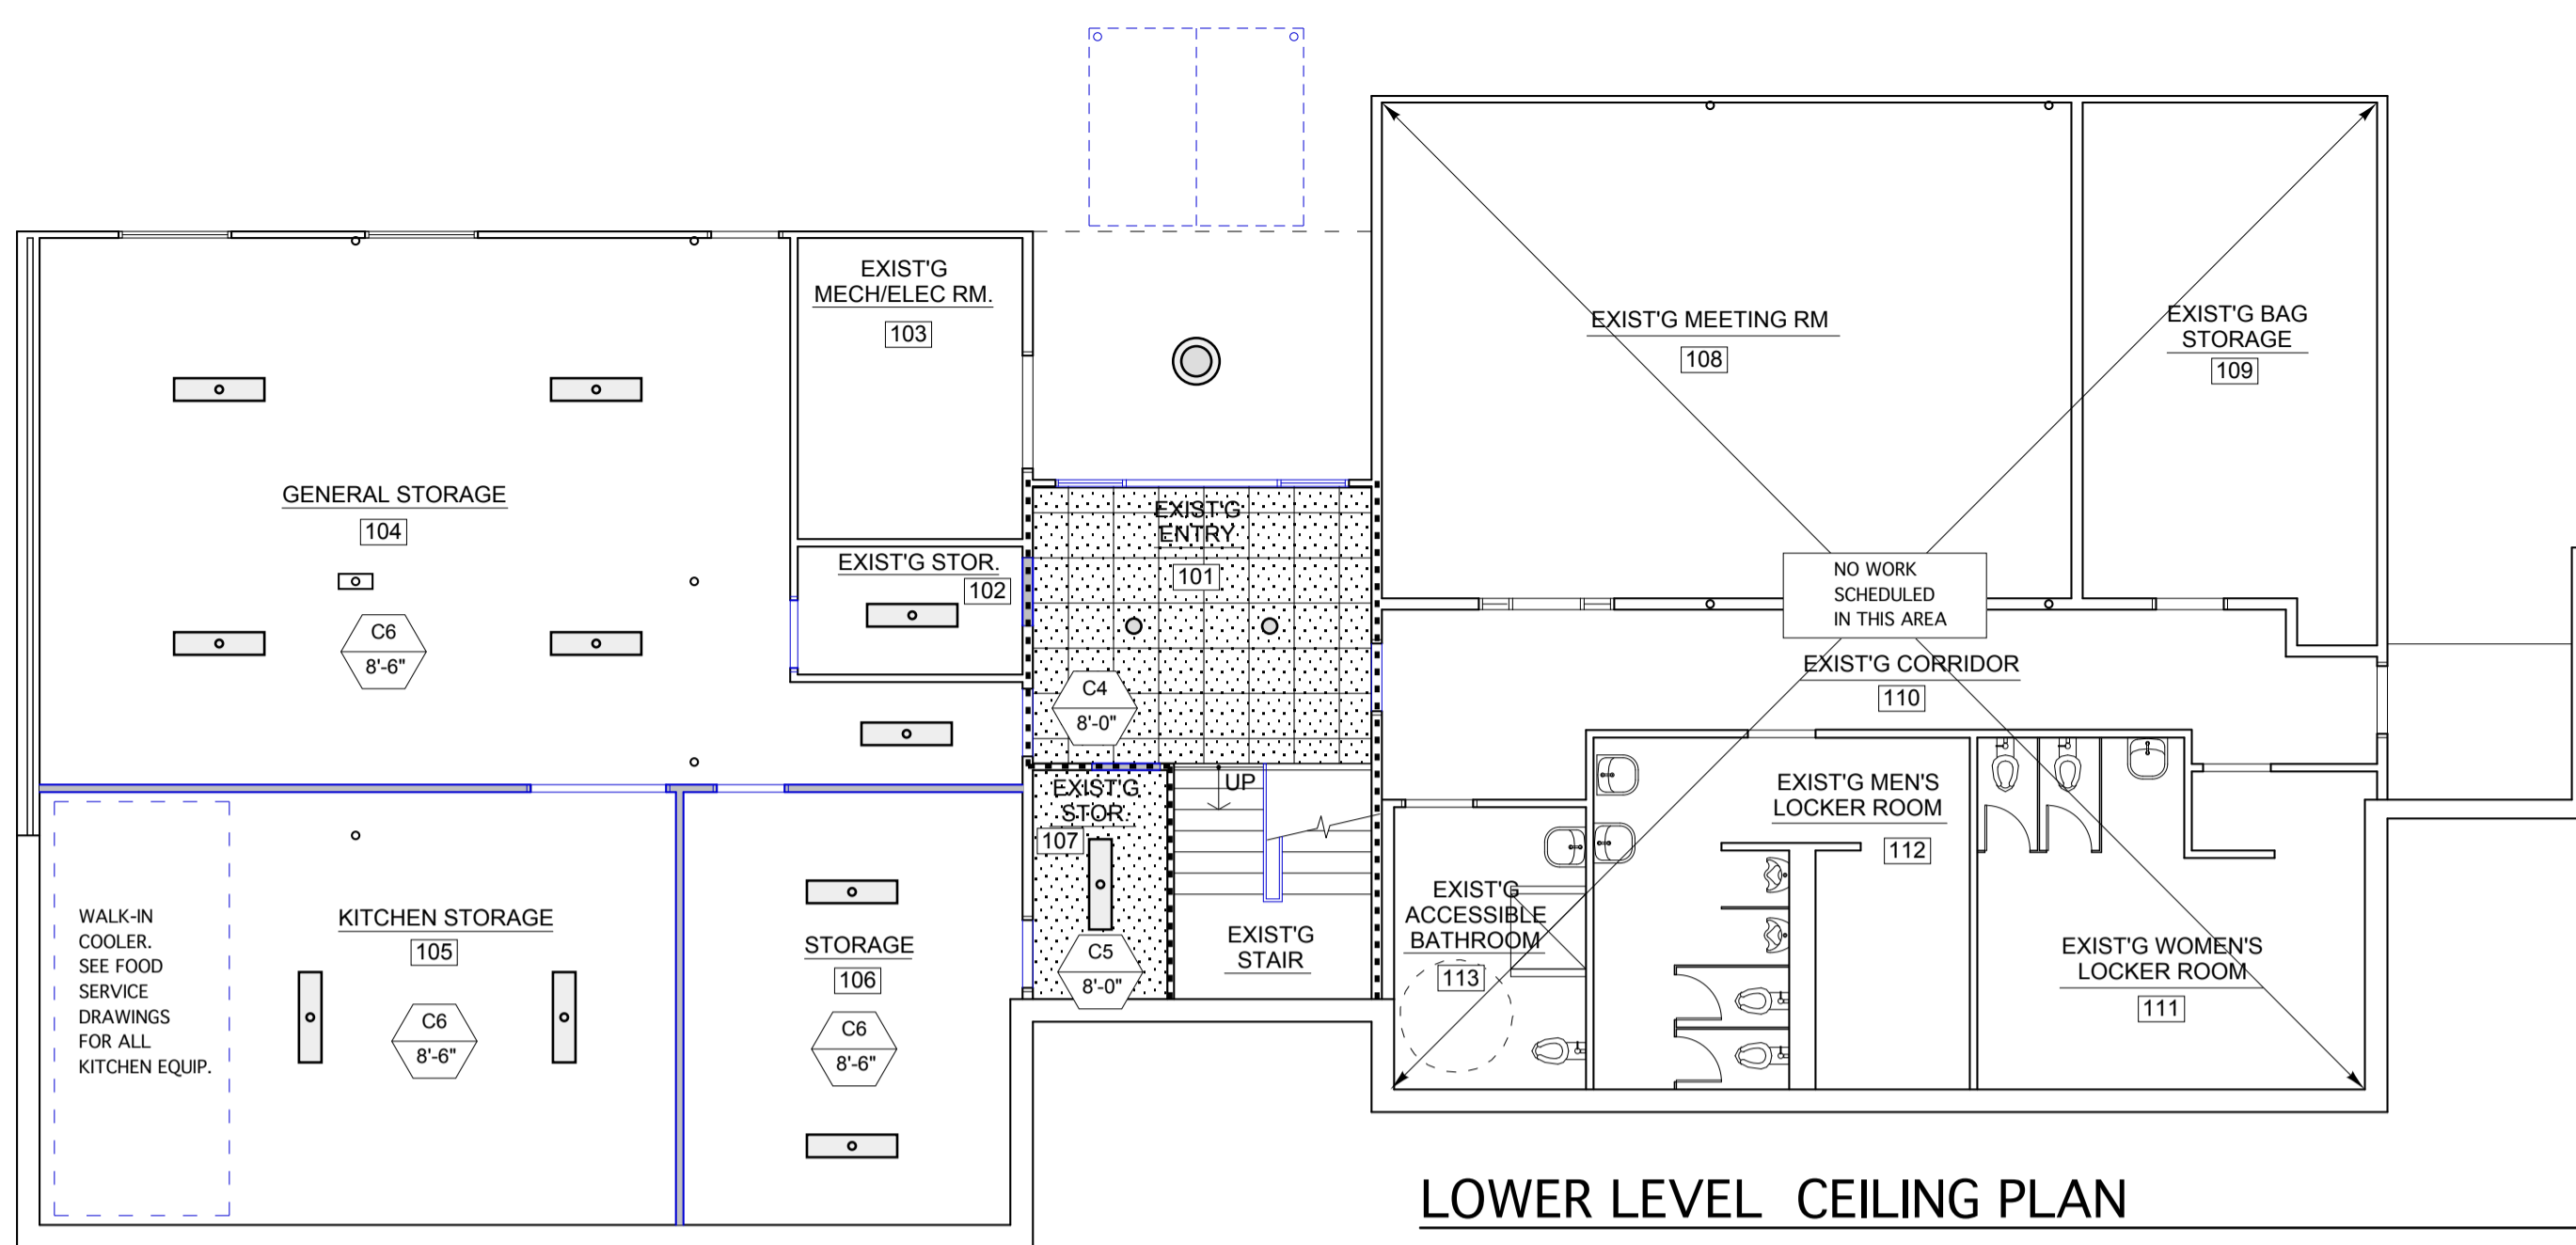 EXIST'G
MECH/ELEC RM.
103
EXIST'G MEETING RM
108
EXIST'G BAG
STORAGE
109
GENERAL STORAGE
104
C6
8'-6"
EXIST'G STOR.
102
EXIST'G
ENTRY
101
C4
8'-0"
NO WORK
SCHEDULED
IN THIS AREA
EXIST'G CORRIDOR
110
EXIST'G
STOR.
107
C5
8'-0"
UP
EXIST'G
STAIR
EXIST'G MEN'S
LOCKER ROOM
112
EXIST'G
ACCESSIBLE
BATHROOM
113
EXIST'G WOMEN'S
LOCKER ROOM
111
WALK-IN
COOLER.
SEE FOOD
SERVICE
DRAWINGS
FOR ALL
KITCHEN EQUIP.
KITCHEN STORAGE
105
C6
8'-6"
STORAGE
106
C6
8'-6"
LOWER LEVEL CEILING PLAN